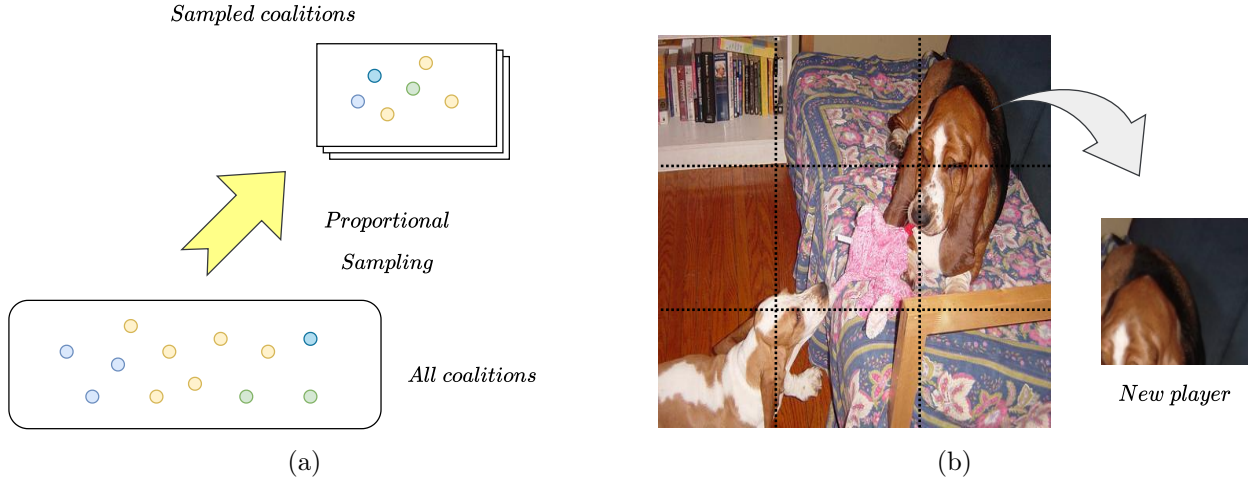 Sampled coalitions
Proportional
Sampling
All coalitions
(a)
New player
(b)